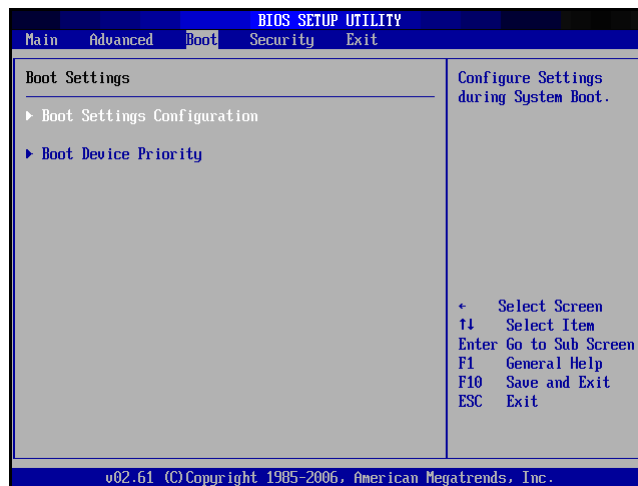 BIOS SETUP UTILITY
Main Advanced Boot Security Exit
Boot Settings
Boot Settings Configuration
Boot Device Priority
Configure Settings
during System Boot.
← Select Screen
↑↓ Select Item
Enter Go to Sub Screen
F1 General Help
F10 Save and Exit
ESC Exit
v02.61 (C)Copyright 1985-2006, American Megatrends, Inc.